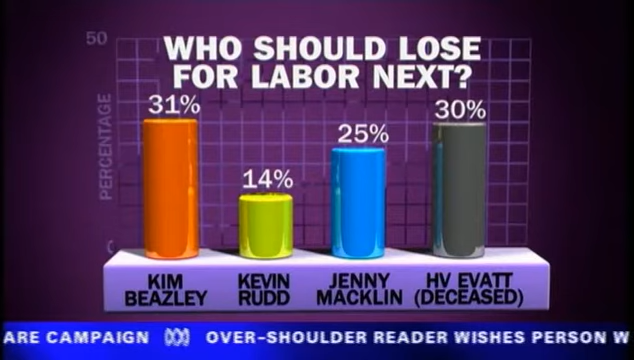 50
WHO SHOULD LOSE
FOR LABOR NEXT?
31%
14%
25%
30%
PERCENTAGE
0
KIM
BEAZLEY
KEVIN
RUDD
JENNY
MACKLIN
HV EVATT
(DECEASED)
ARE CAMPAIGN OVER-SHOULDER READER WISHES PERSON W